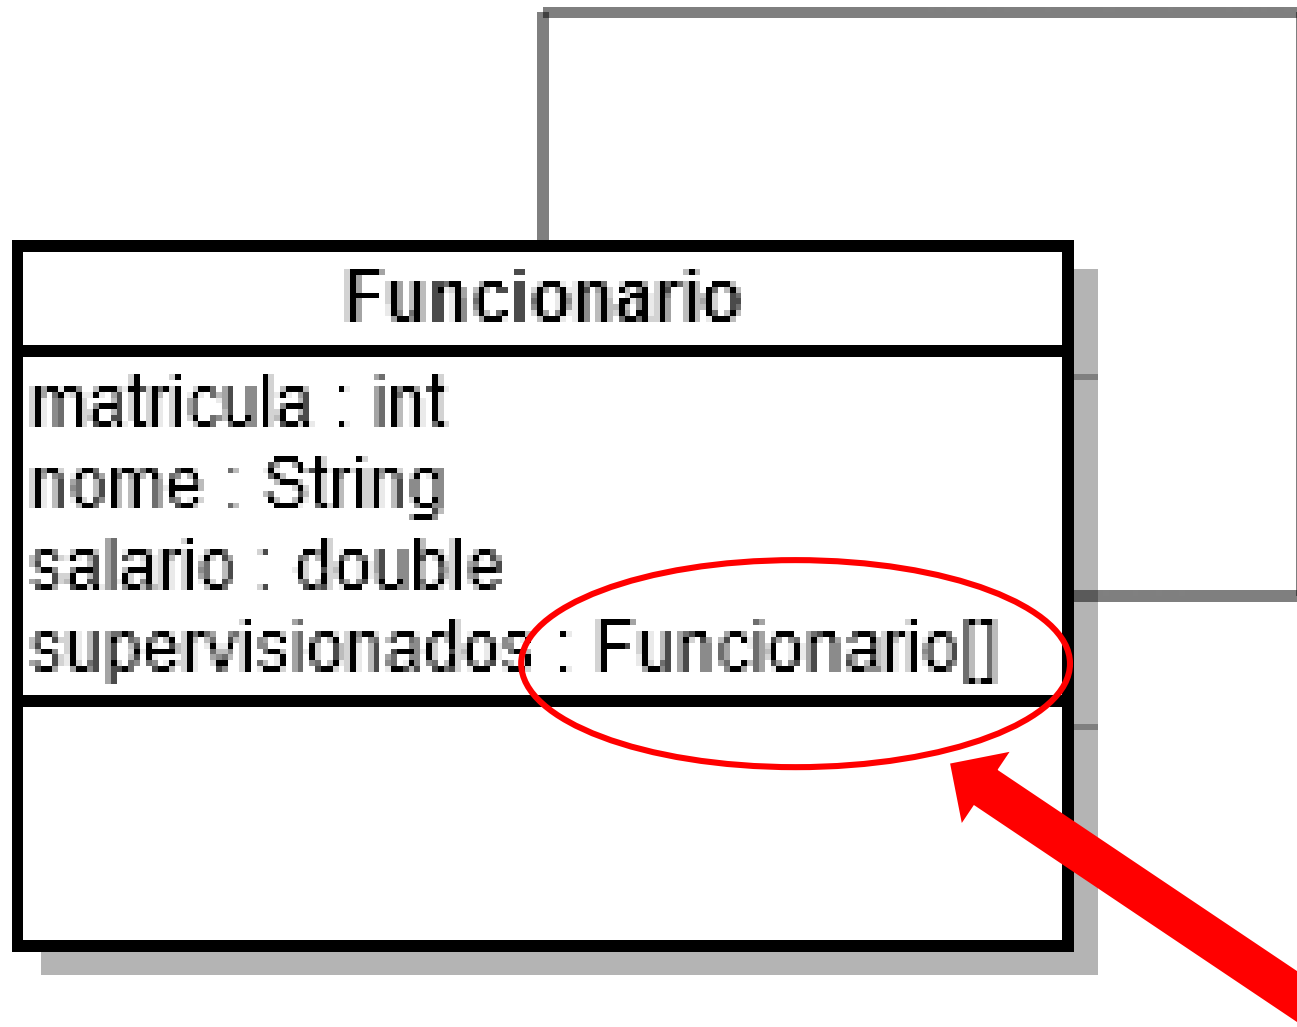 Funcionario
matricula : int
nome : String
salario : double
supervisionados : Funcionario[]